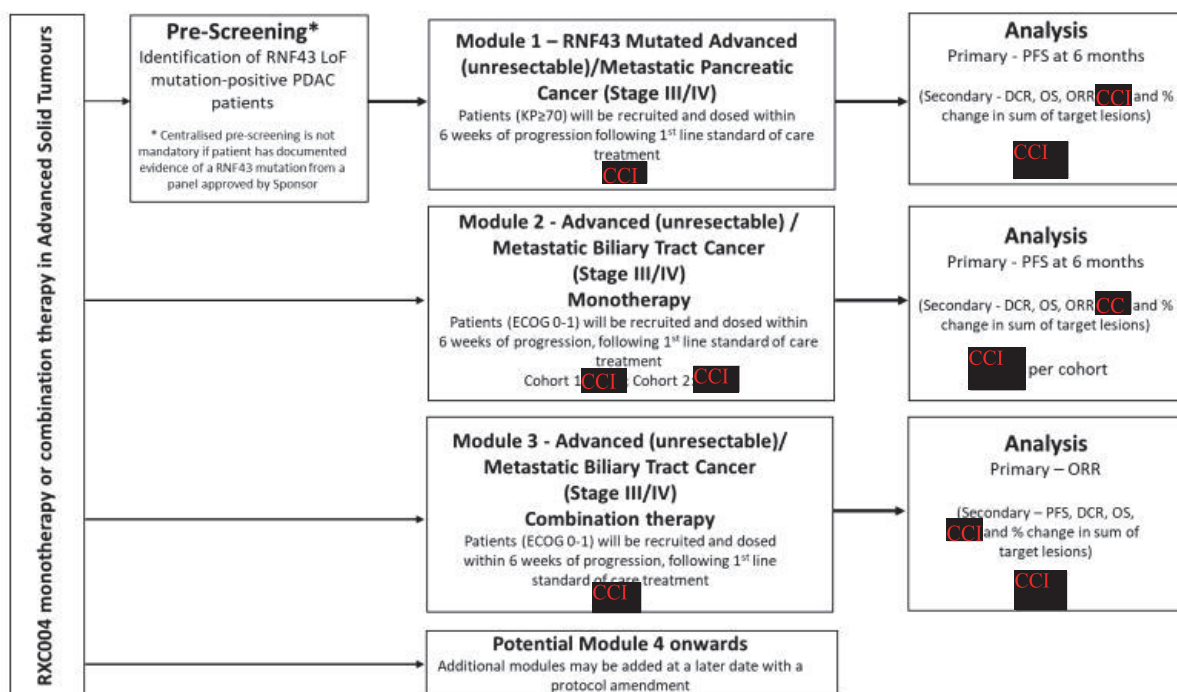 RXC004 monotherapy or combination therapy in Advanced Solid Tumours
Pre-Screening*
Identification of RNF43 LoF
mutation-positive PDAC
patients
* Centralised pre-screening is not
mandatory if patient has documented
evidence of a RNF43 mutation from a
panel approved by Sponsor
Module 1 – RNF43 Mutated Advanced
(unresectable)/Metastatic Pancreatic
Cancer (Stage III/IV)
Patients (KP≥70) will be recruited and dosed within
6 weeks of progression following 1st line standard of care
treatment
CCI
Analysis
Primary - PFS at 6 months
(Secondary - DCR, OS, ORR CCI and %
change in sum of target lesions)
CCI
Module 2 - Advanced (unresectable) /
Metastatic Biliary Tract Cancer
(Stage III/IV)
Monotherapy
Patients (ECOG 0-1) will be recruited and dosed within
6 weeks of progression, following 1st line standard of care
treatment
Cohort 1 CCI ; Cohort 2: CCI
Analysis
Primary - PFS at 6 months
(Secondary - DCR, OS, ORR CC and %
change in sum of target lesions)
CCI per cohort
Module 3 - Advanced (unresectable)/
Metastatic Biliary Tract Cancer
(Stage III/IV)
Combination therapy
Patients (ECOG 0-1) will be recruited and dosed
within 6 weeks of progression, following 1st line
standard of care treatment
CCI
Analysis
Primary – ORR
(Secondary – PFS, DCR, OS,
CCI and % change in sum of
target lesions)
CCI
Potential Module 4 onwards
Additional modules may be added at a later date with a
protocol amendment